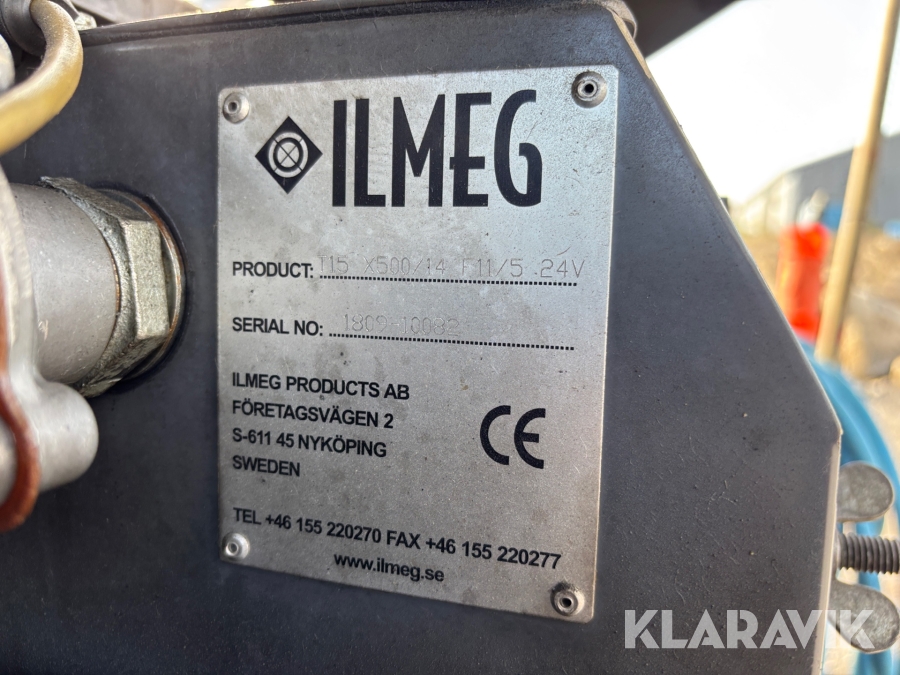 ILMEG
PRODUCT: T15 X500/14 F11/5 .24V
SERIAL NO: 1809-10082
ILMEG PRODUCTS AB
FÖRETAGSVÄGEN 2
S-611 45 NYKÖPING
SWEDEN
CE
TEL +46 155 220270 FAX +46 155 220277
www.ilmeg.se
KLARAVIK